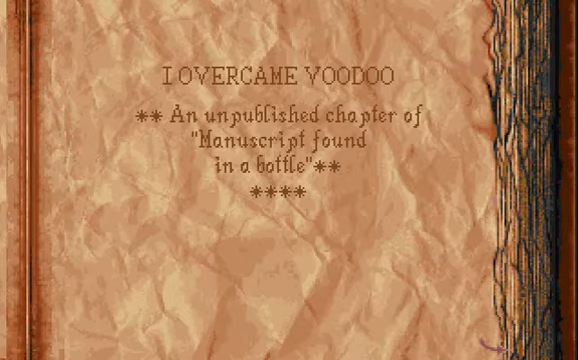 I OVERCAME VOODOO
** An unpublished chapter of
"Manuscript found
in a bottle"**
****